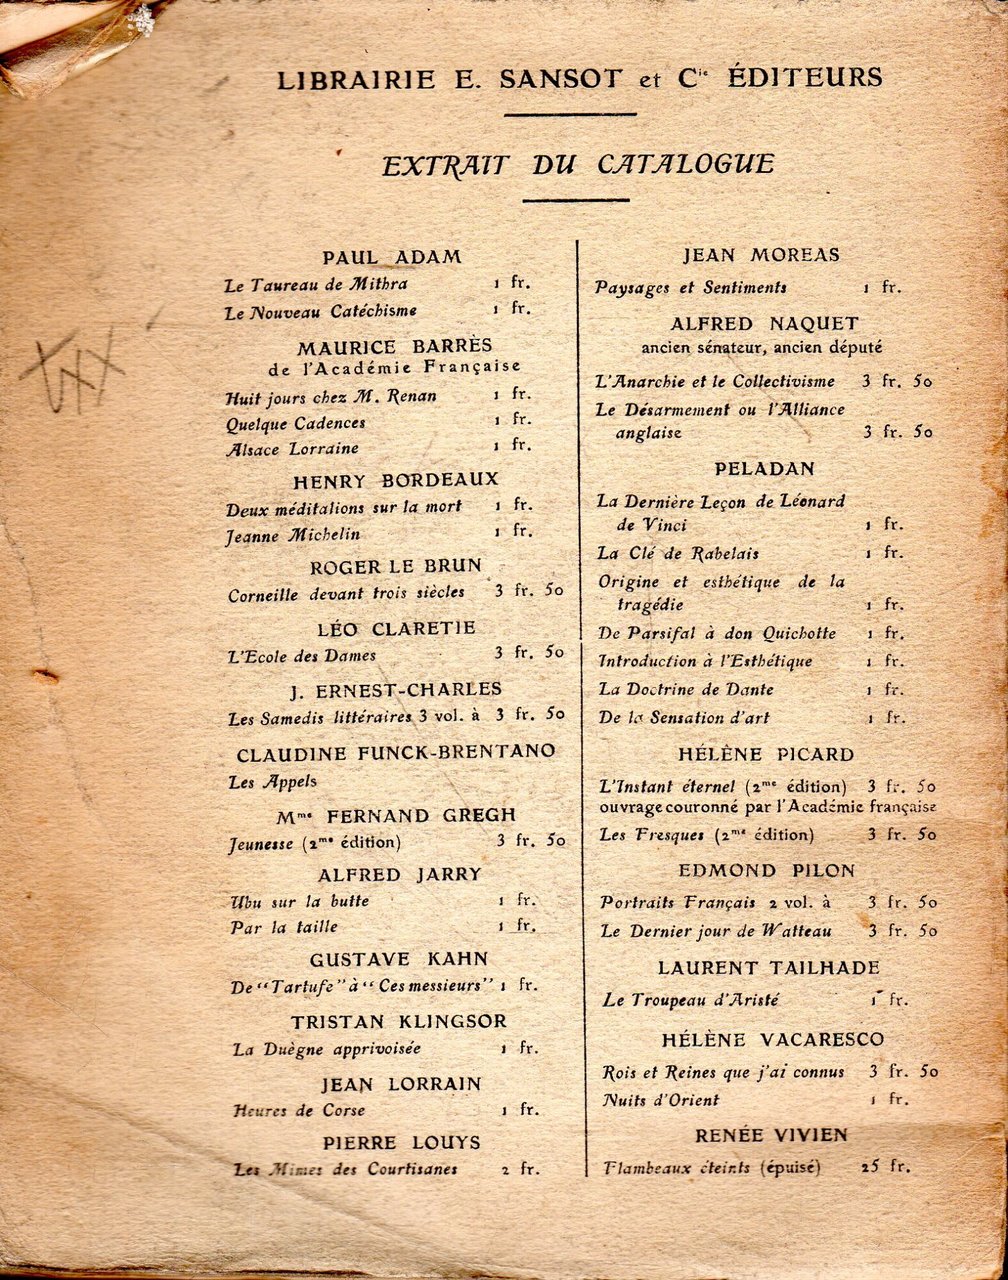 LIBRAIRIE E. SANSOT et Cie ÉDITEURS
EXTRAIT DU CATALOGUE
PAUL ADAM
Le Taureau de Mithra 1 fr.
Le Nouveau Catéchisme 1 fr.
MAURICE BARRÈS
de l'Académie Française
Huit jours chez M. Renan 1 fr.
Quelque Cadences 1 fr.
Alsace Lorraine 1 fr.
HENRY BORDEAUX
Deux méditalions sur la mort 1 fr.
Jeanne Michelin 1 fr.
ROGER LE BRUN
Corneille devant trois siècles 3 fr. 50
LÉO CLARETIE
L'Ecole des Dames 3 fr. 50
J. ERNEST-CHARLES
Les Samedis littéraires 3 vol. à 3 fr. 50
CLAUDINE FUNCK-BRENTANO
Les Appels
Mme FERNAND GREGH
Jeunesse (2me édition) 3 fr. 50
ALFRED JARRY
Ubu sur la butte 1 fr.
Par la taille 1 fr.
GUSTAVE KAHN
De "Tartufe" à "Ces messieurs" 1 fr.
TRISTAN KLINGSOR
La Duègne apprivoisée 1 fr.
JEAN LORRAIN
Heures de Corse 1 fr.
PIERRE LOUYS
Les Mimes des Courtisanes 2 fr.
JEAN MOREAS
Paysages et Sentiments 1 fr.
ALFRED NAQUET
ancien sénateur, ancien député
L'Anarchie et le Collectivisme 3 fr. 50
Le Désarmement ou l'Alliance
anglaise 3 fr. 50
PELADAN
La Dernière Leçon de Léonard
de Vinci 1 fr.
La Clé de Rabelais 1 fr.
Origine et esthétique de la
tragédie 1 fr.
De Parsifal à don Quichotte 1 fr.
Introduction à l'Esthétique 1 fr.
La Doctrine de Dante 1 fr.
De la Sensation d'art 1 fr.
HÉLÈNE PICARD
L'Instant éternel (2me édition) 3 fr. 50
ouvrage couronné par l'Académie française
Les Fresques (2me édition) 3 fr. 50
EDMOND PILON
Portraits Français 2 vol. à 3 fr. 50
Le Dernier jour de Watteau 3 fr. 50
LAURENT TAILHADE
Le Troupeau d'Aristé 1 fr.
HÉLÈNE VACARESCO
Rois et Reines que j'ai connus 3 fr. 50
Nuits d'Orient 1 fr.
RENÉE VIVIEN
Flambeaux éteints (épuisé) 25 fr.